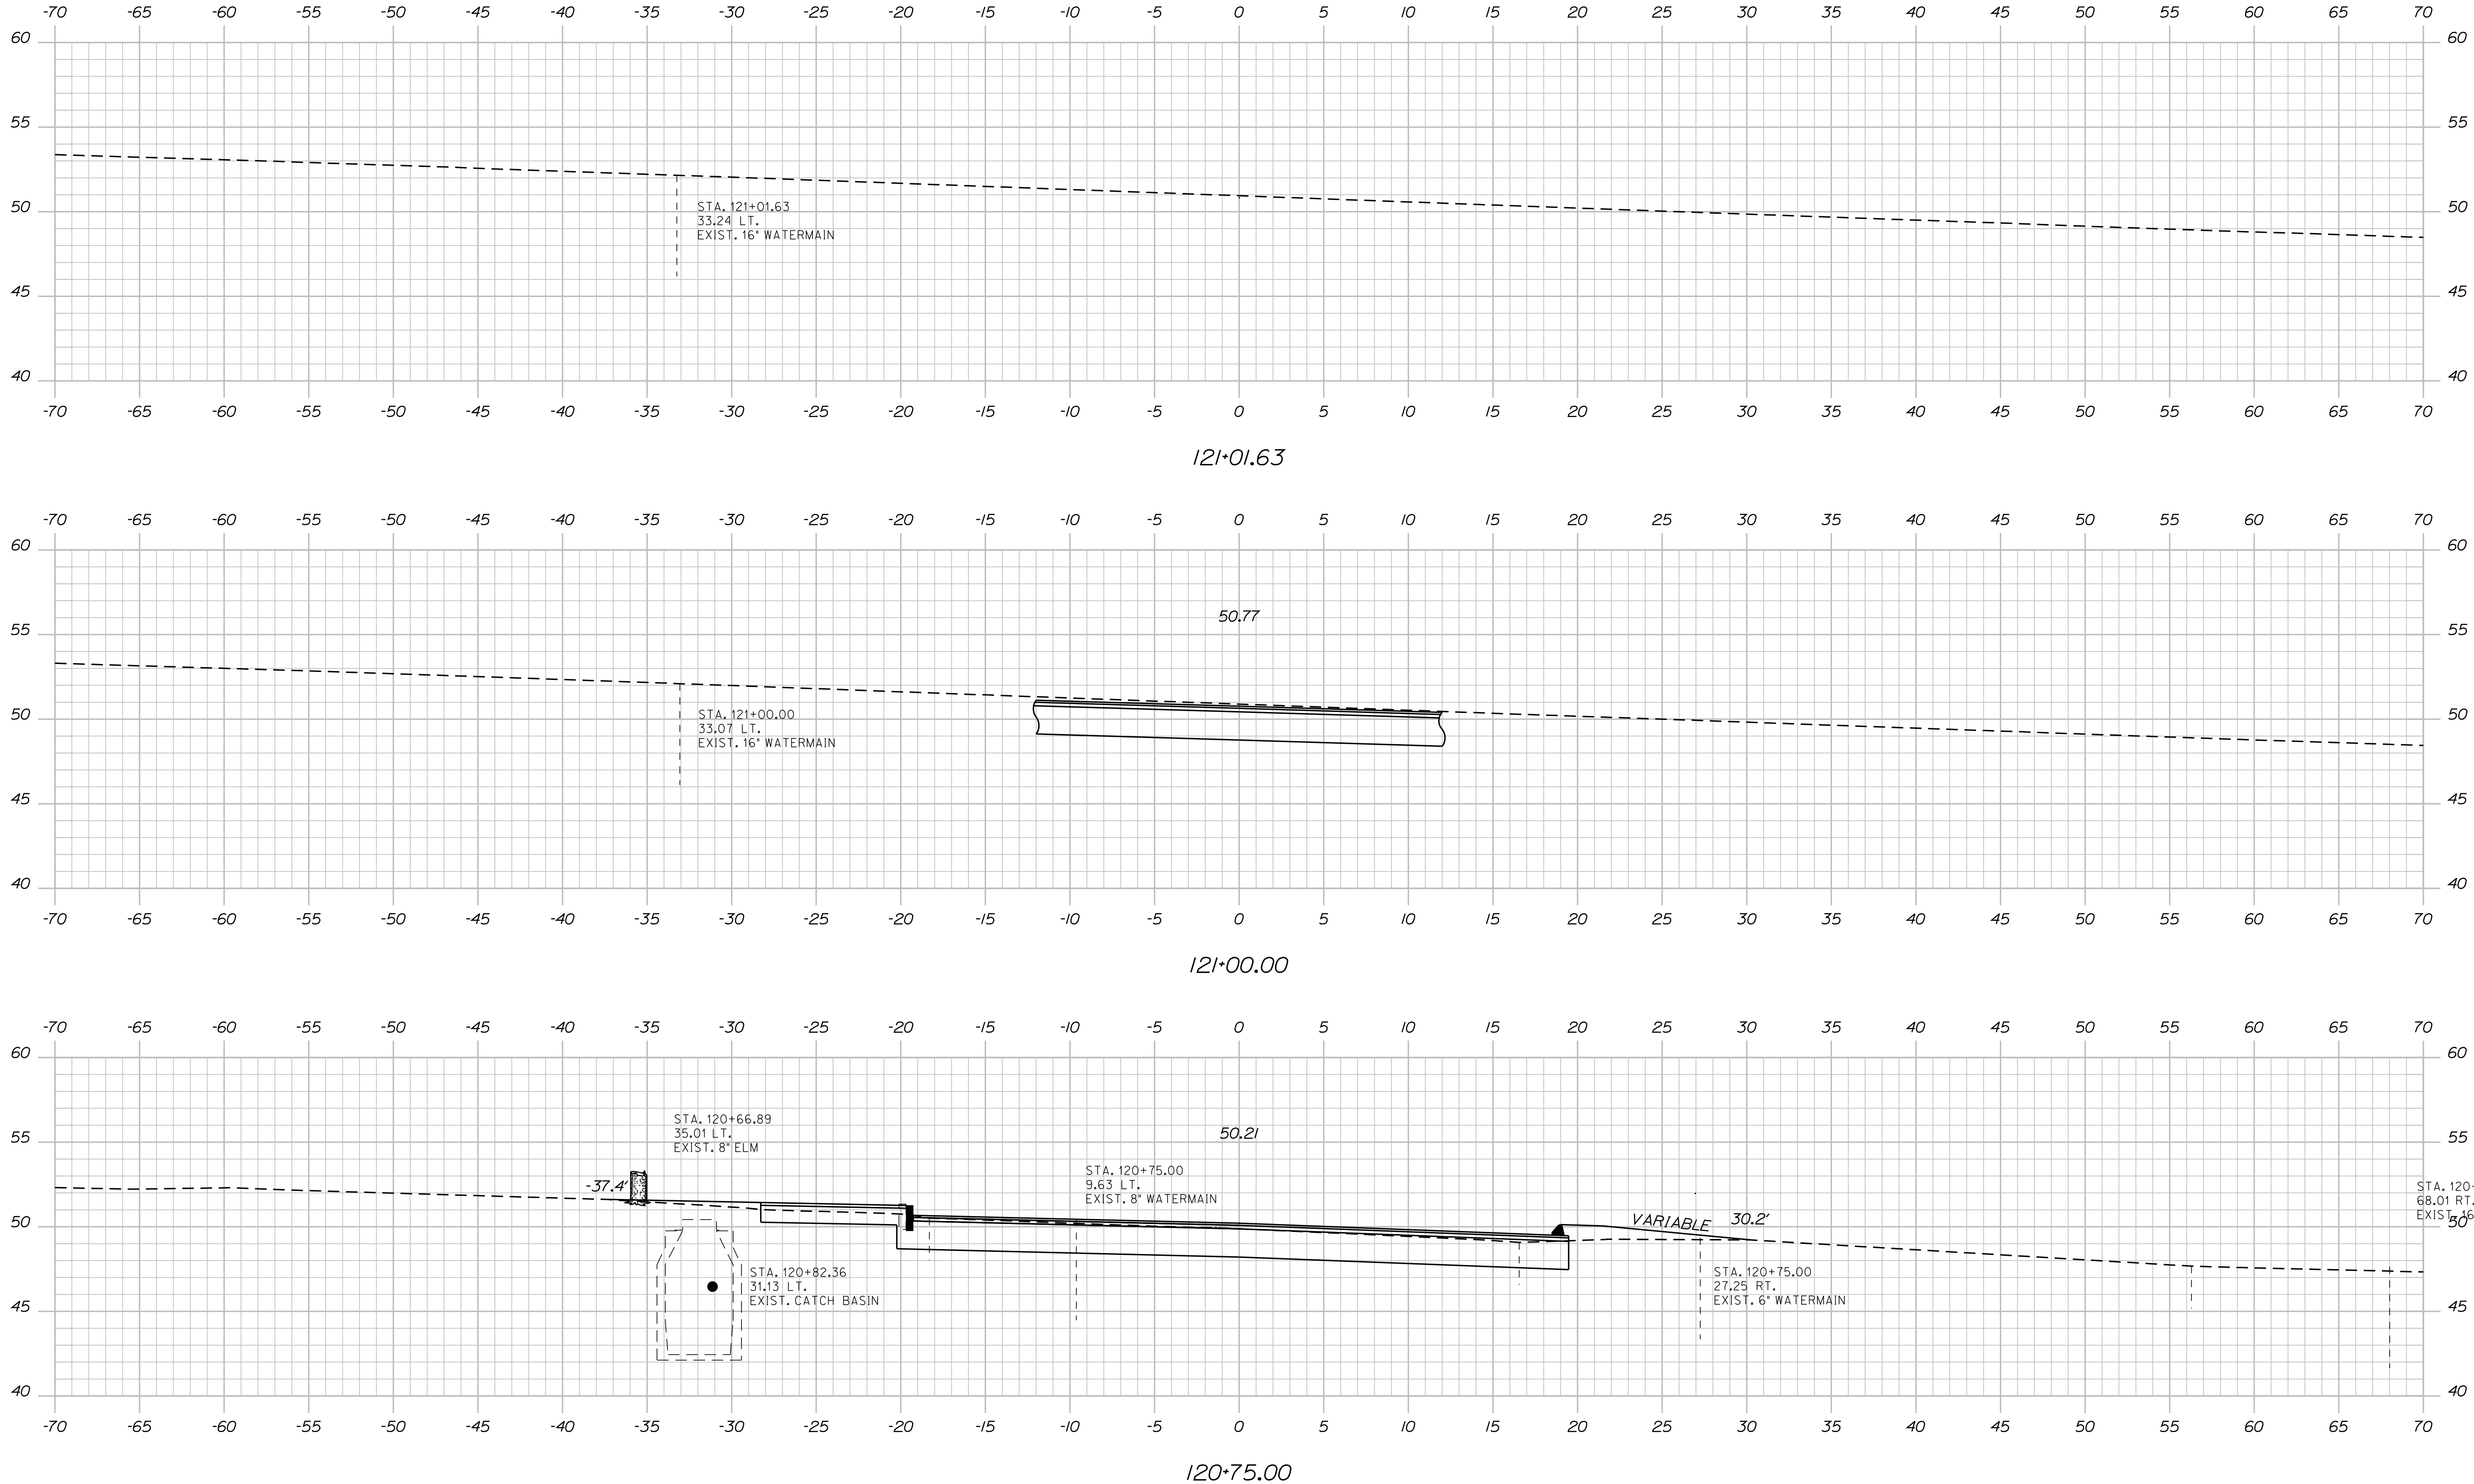 -70 -65 -60 -55 -50 -45 -40 -35 -30 -25 -20 -15 -10 -5 0 5 10 15 20 25 30 35 40 45 50 55 60 65 70
60 60
55 55
STA. 121+01.63
50 50
33.24 LT.
EXIST. 16" WATERMAIN
45 45
40 40
-70 -65 -60 -55 -50 -45 -40 -35 -30 -25 -20 -15 -10 -5 0 5 10 15 20 25 30 35 40 45 50 55 60 65 70
121+01.63
-70 -65 -60 -55 -50 -45 -40 -35 -30 -25 -20 -15 -10 -5 0 5 10 15 20 25 30 35 40 45 50 55 60 65 70
60 60
50.77
55 55
STA. 121+00.00
50 50
33.07 LT.
EXIST. 16" WATERMAIN
45 45
40 40
-70 -65 -60 -55 -50 -45 -40 -35 -30 -25 -20 -15 -10 -5 0 5 10 15 20 25 30 35 40 45 50 55 60 65 70
121+00.00
-70 -65 -60 -55 -50 -45 -40 -35 -30 -25 -20 -15 -10 -5 0 5 10 15 20 25 30 35 40 45 50 55 60 65 70
60 60
STA. 120+66.89
35.01 LT.
EXIST. 8" ELM
55 50.21 55
STA. 120+75.00
9.63 LT.
EXIST. 8" WATERMAIN
-37.4'
STA. 120
68.01 RT.
EXIST. 16
50 VARIABLE 30.2' 50
STA. 120+82.36
31.13 LT.
EXIST. CATCH BASIN
STA. 120+75.00
27.25 RT.
EXIST. 6" WATERMAIN
45 45
40 40
-70 -65 -60 -55 -50 -45 -40 -35 -30 -25 -20 -15 -10 -5 0 5 10 15 20 25 30 35 40 45 50 55 60 65 70
120+75.00